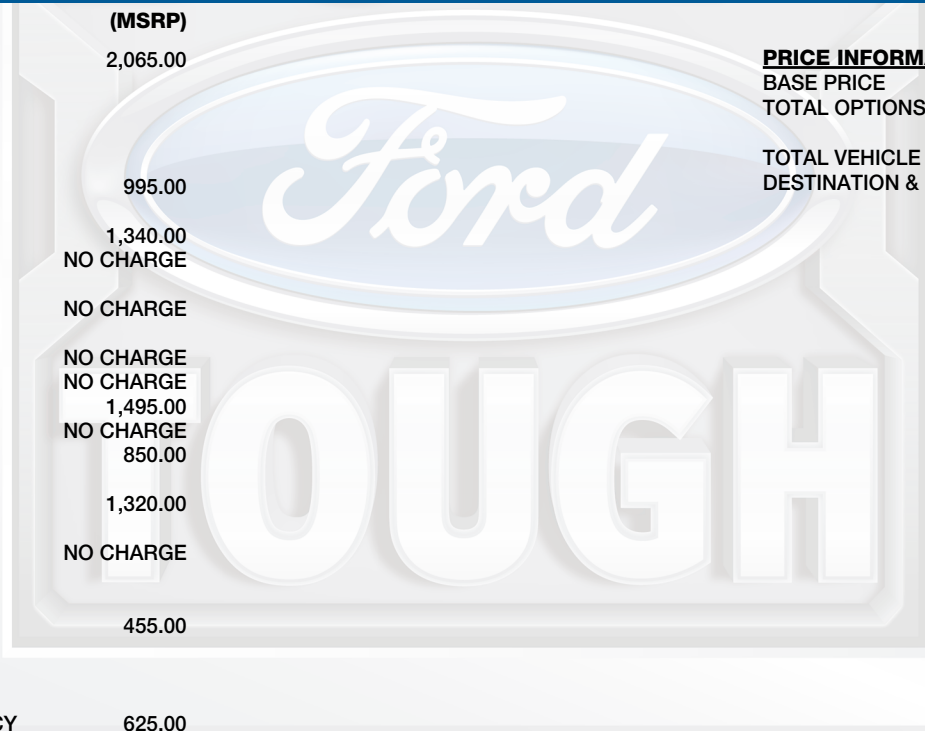 (MSRP)
2,065.00
995.00
1,340.00
NO CHARGE
NO CHARGE
NO CHARGE
NO CHARGE
1,495.00
NO CHARGE
850.00
1,320.00
NO CHARGE
455.00
625.00
PRICE
BASE PRICE
TOTAL OPTIONS
TOTAL VEHICLE
DESTINATION &
Ford
TOUGH